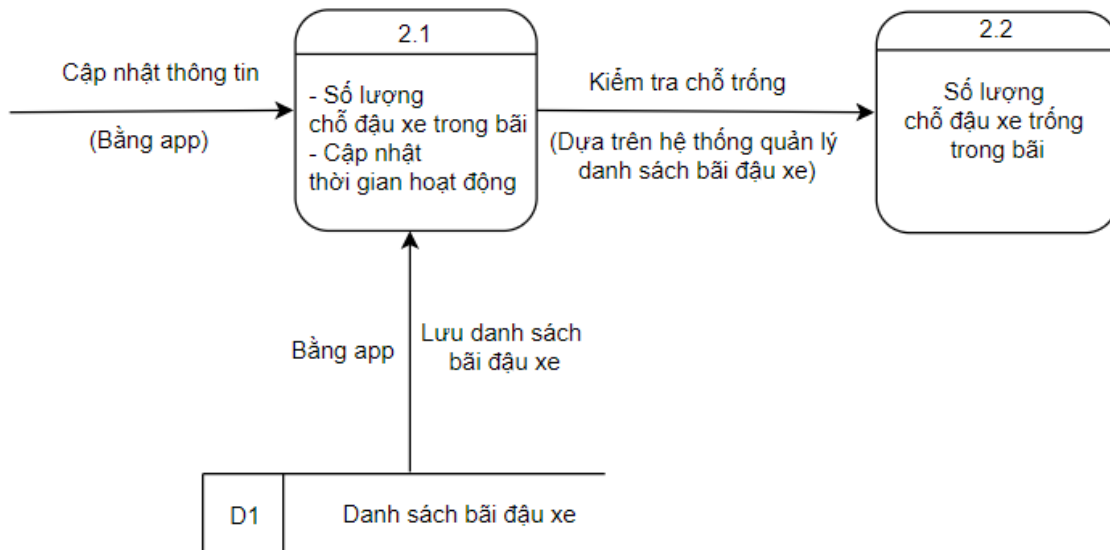 Cập nhật thông tin
(Bằng app)
2.1
- Số lượng
chỗ đậu xe trong bãi
- Cập nhật
thời gian hoạt động
Kiểm tra chỗ trống
(Dựa trên hệ thống quản lý
danh sách bãi đậu xe)
2.2
Số lượng
chỗ đậu xe trống
trong bãi
Bằng app
Lưu danh sách
bãi đậu xe
D1
Danh sách bãi đậu xe